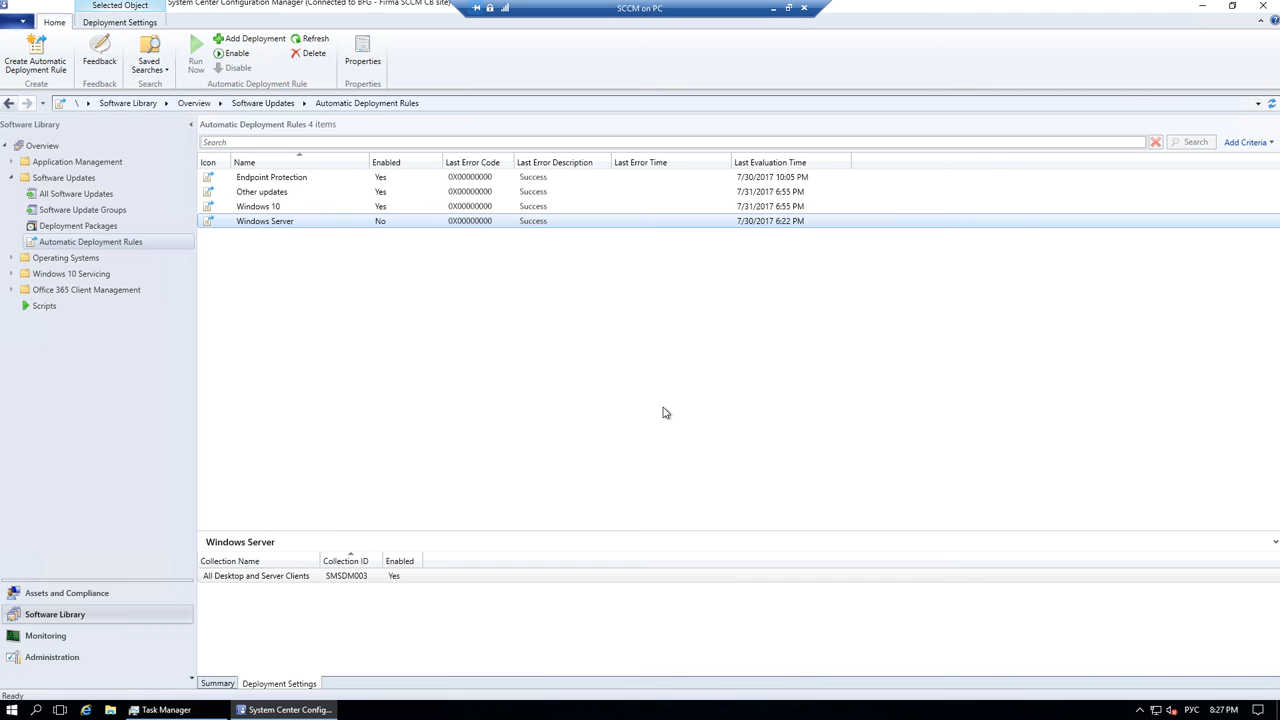 Selected Object
System Center Configuration Manager (Connected to BFG - Firma SCCM CB site)
SCCM on PC
Home
Deployment Settings
Create Automatic
Deployment Rule
Feedback
Saved
Searches
Run
Now
Add Deployment
Refresh
Enable
Delete
Disable
Properties
Create
Feedback
Search
Automatic Deployment Rule
Properties
\ Software Library Overview Software Updates Automatic Deployment Rules
Software Library
Overview
Application Management
Software Updates
All Software Updates
Software Update Groups
Deployment Packages
Automatic Deployment Rules
Operating Systems
Windows 10 Servicing
Office 365 Client Management
Scripts
Assets and Compliance
Software Library
Monitoring
Administration
Automatic Deployment Rules 4 items
Search
Search
Add Criteria
Icon Name Enabled Last Error Code Last Error Description Last Error Time Last Evaluation Time
Endpoint Protection Yes 0X00000000 Success 7/30/2017 10:05 PM
Other updates Yes 0X00000000 Success 7/31/2017 6:55 PM
Windows 10 Yes 0X00000000 Success 7/31/2017 6:55 PM
Windows Server No 0X00000000 Success 7/30/2017 6:22 PM
Windows Server
Collection Name Collection ID Enabled
All Desktop and Server Clients SMSDM003 Yes
Summary Deployment Settings
Ready
Task Manager
System Center Config...
РУС
8:27 PM